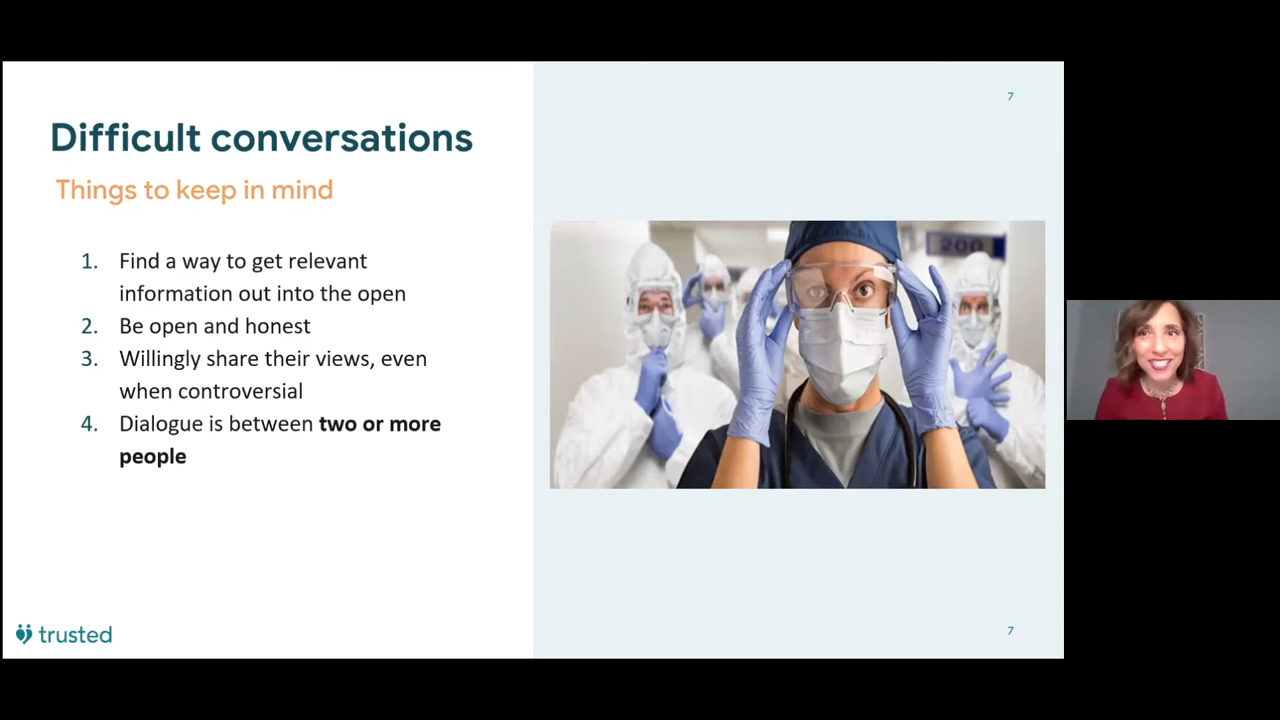 7
Difficult conversations
Things to keep in mind
1. Find a way to get relevant
information out into the open
2. Be open and honest
3. Willingly share their views, even
when controversial
4. Dialogue is between two or more
people
200
trusted
7